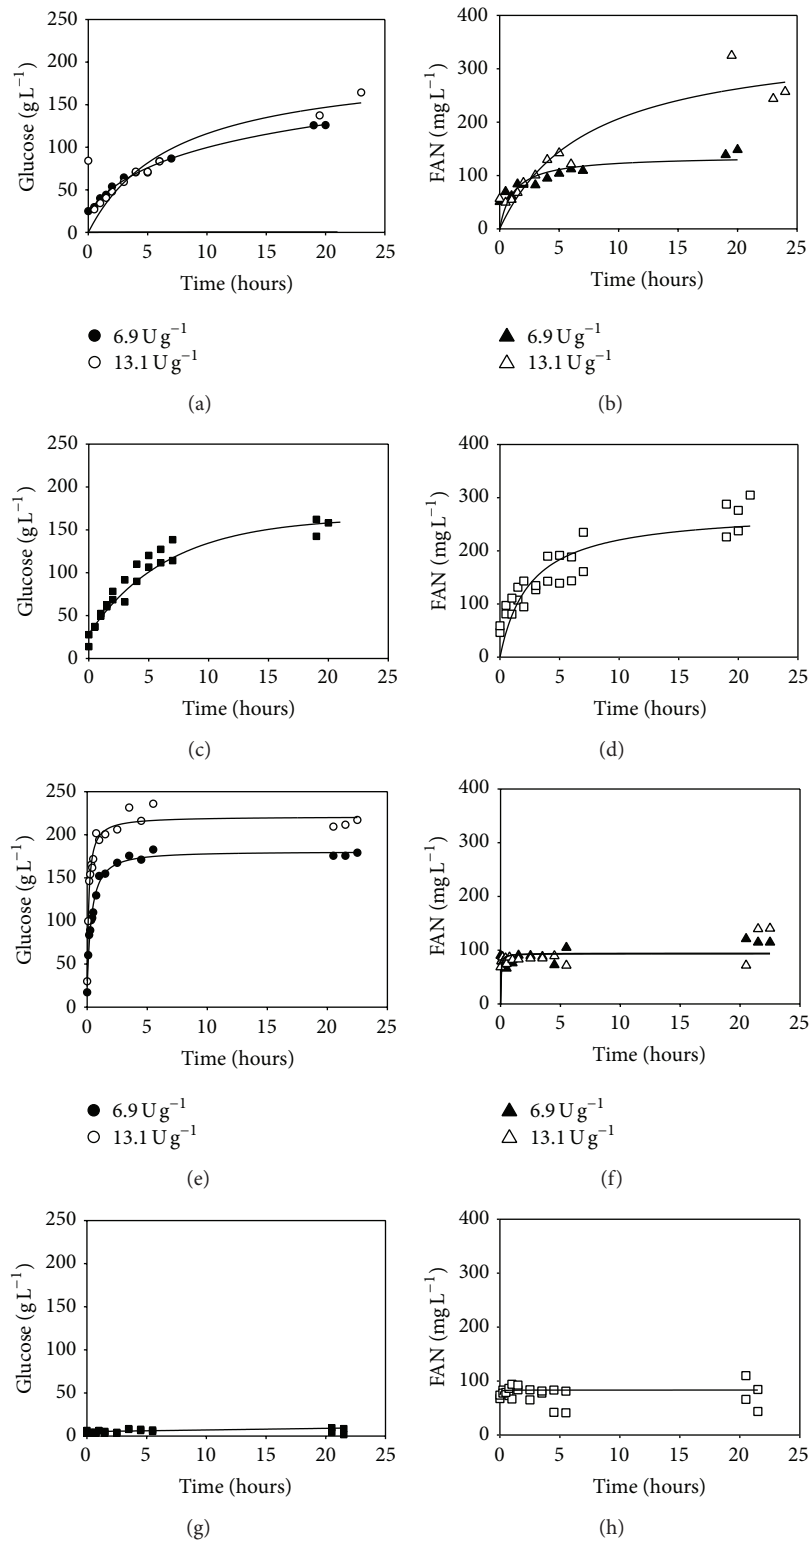 250
200
150
100
50
0
Glucose (g L⁻¹)
0 5 10 15 20 25
Time (hours)
6.9 U g⁻¹
13.1 U g⁻¹
(a)
400
300
200
100
0
FAN (mg L⁻¹)
0 5 10 15 20 25
Time (hours)
6.9 U g⁻¹
13.1 U g⁻¹
(b)
250
200
150
100
50
0
Glucose (g L⁻¹)
0 5 10 15 20 25
Time (hours)
(c)
400
300
200
100
0
FAN (mg L⁻¹)
0 5 10 15 20 25
Time (hours)
(d)
250
200
150
100
50
0
Glucose (g L⁻¹)
0 5 10 15 20 25
Time (hours)
6.9 U g⁻¹
13.1 U g⁻¹
(e)
400
300
200
100
0
FAN (mg L⁻¹)
0 5 10 15 20 25
Time (hours)
6.9 U g⁻¹
13.1 U g⁻¹
(f)
250
200
150
100
50
0
Glucose (g L⁻¹)
0 5 10 15 20 25
Time (hours)
(g)
400
300
200
100
0
FAN (mg L⁻¹)
0 5 10 15 20 25
Time (hours)
(h)